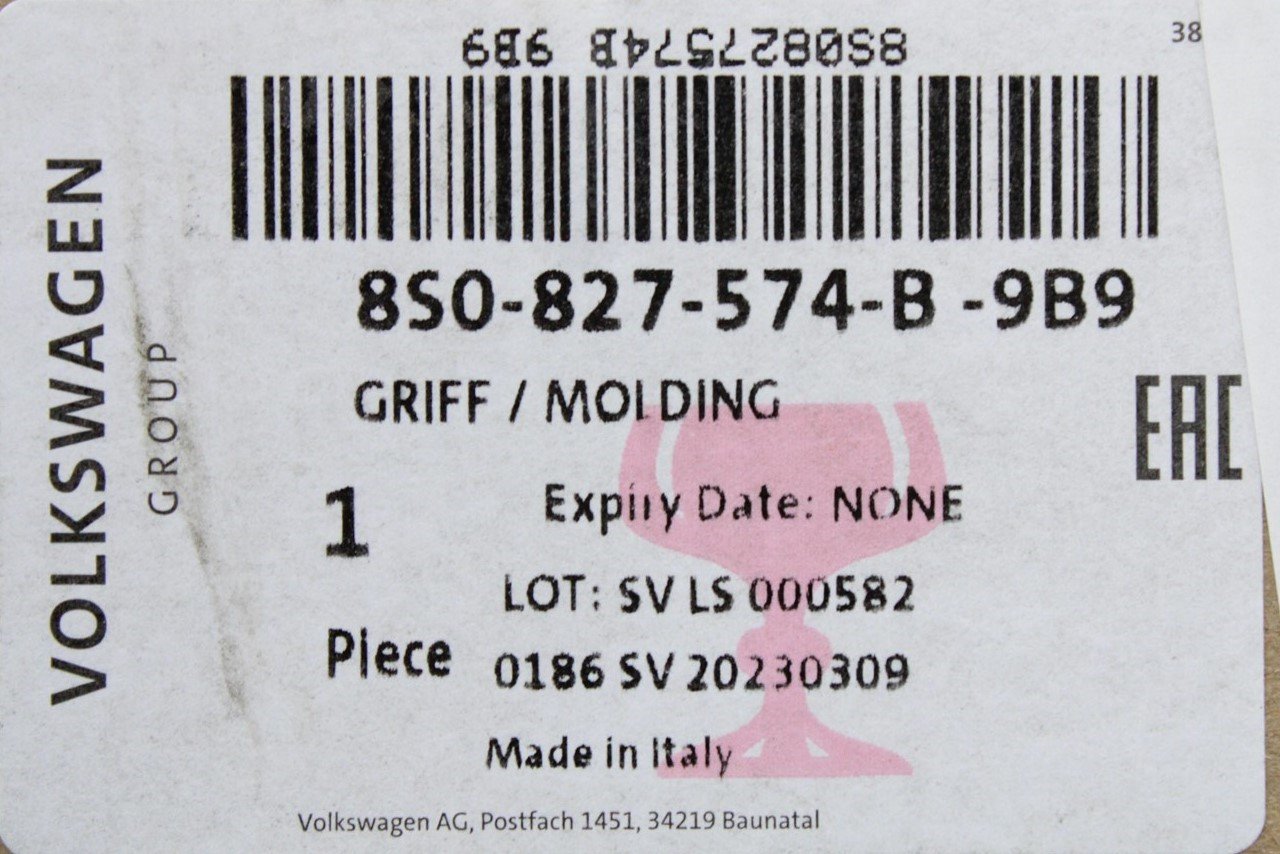 8S0827574B 9B9
38
8S0-827-574-B -9B9
GRIFF / MOLDING
EAC
1
Expiry Date: NONE
LOT: SV LS 000582
Piece
0186 SV 20230309
Made in Italy
Volkswagen AG, Postfach 1451, 34219 Baunatal
VOLKSWAGEN
GROUP